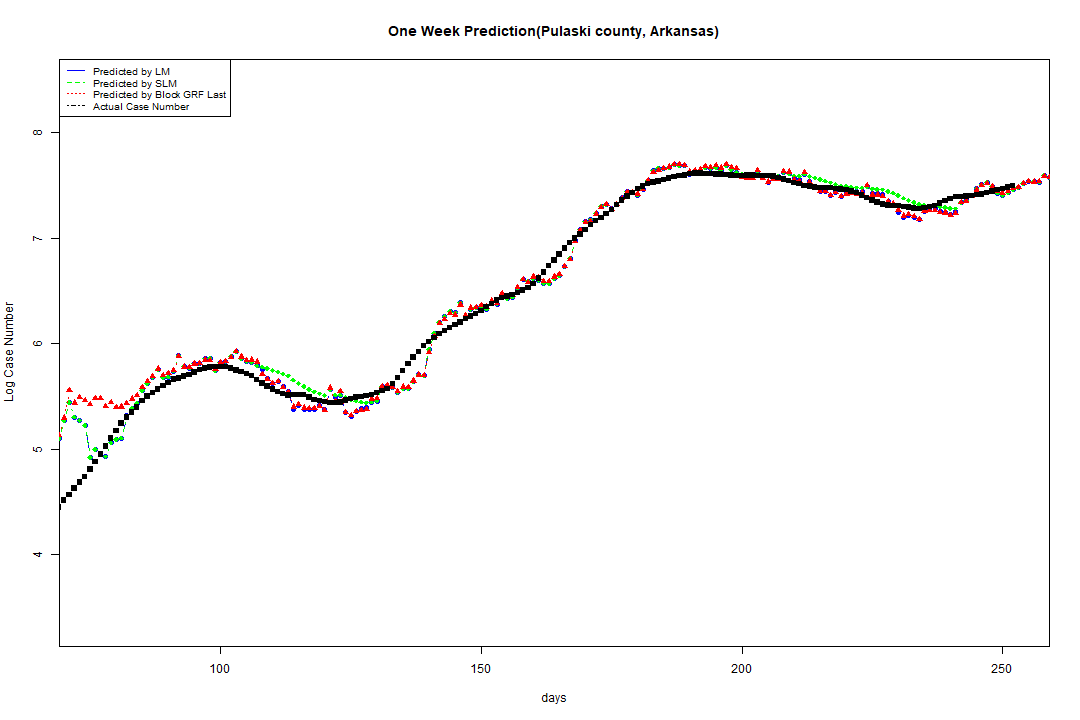 One Week Prediction(Pulaski county, Arkansas)
Predicted by LM
Predicted by SLM
Predicted by Block GRF Last
Actual Case Number
8
7
6
5
4
Log Case Number
100 150 200 250
days